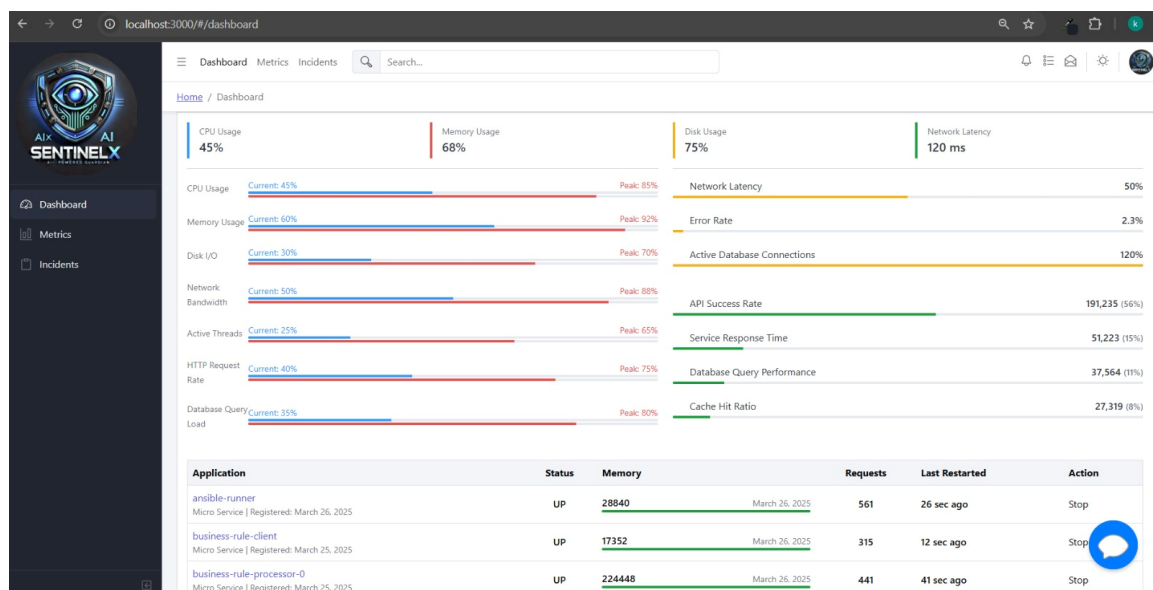 localhost:3000/#/dashboard
k
AIX AI
SENTINELX
Dashboard
Metrics
Incidents
Dashboard Metrics Incidents Search...
Home / Dashboard
CPU Usage
45%
Memory Usage
68%
Disk Usage
75%
Network Latency
120 ms
CPU Usage Current: 45% Peak: 85%
Memory Usage Current: 60% Peak: 92%
Disk I/O Current: 30% Peak: 70%
Network Bandwidth Current: 50% Peak: 88%
Active Threads Current: 25% Peak: 65%
HTTP Request Rate Current: 40% Peak: 75%
Database Query Load Current: 35% Peak: 80%
Network Latency 50%
Error Rate 2.3%
Active Database Connections 120%
API Success Rate 191,235 (56%)
Service Response Time 51,223 (15%)
Database Query Performance 37,564 (11%)
Cache Hit Ratio 27,319 (8%)
Application Status Memory Requests Last Restarted Action
ansible-runner
Micro Service | Registered: March 26, 2025
UP 28840 March 26, 2025 561 26 sec ago Stop
business-rule-client
Micro Service | Registered: March 25, 2025
UP 17352 March 26, 2025 315 12 sec ago Stop
business-rule-processor-0
Micro Service | Registered: March 25, 2025
UP 224448 March 26, 2025 441 41 sec ago Stop